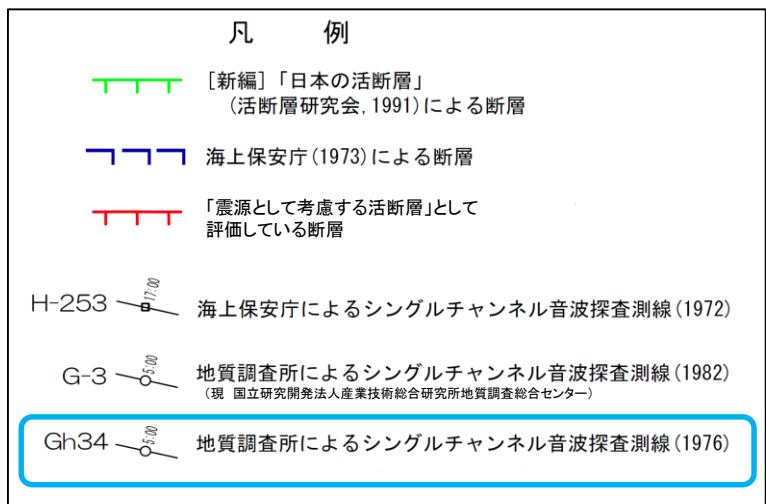 凡 例
［新編］「日本の活断層」
(活断層研究会, 1991)による断層
海上保安庁(1973)による断層
「震源として考慮する活断層」として
評価している断層
H-253 17:00 海上保安庁によるシングルチャンネル音波探査測線(1972)
G-3 5:00 地質調査所によるシングルチャンネル音波探査測線(1982)
(現 国立研究開発法人産業技術総合研究所地質調査総合センター)
Gh34 5:00 地質調査所によるシングルチャンネル音波探査測線(1976)